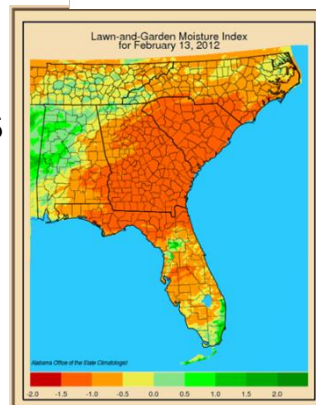 Lawn-and-Garden Moisture Index
for February 13, 2012
s
Alabama Office of the State Climatologist
-2.0 -1.5 -1.0 -0.5 0.0 0.5 1.0 1.5 2.0